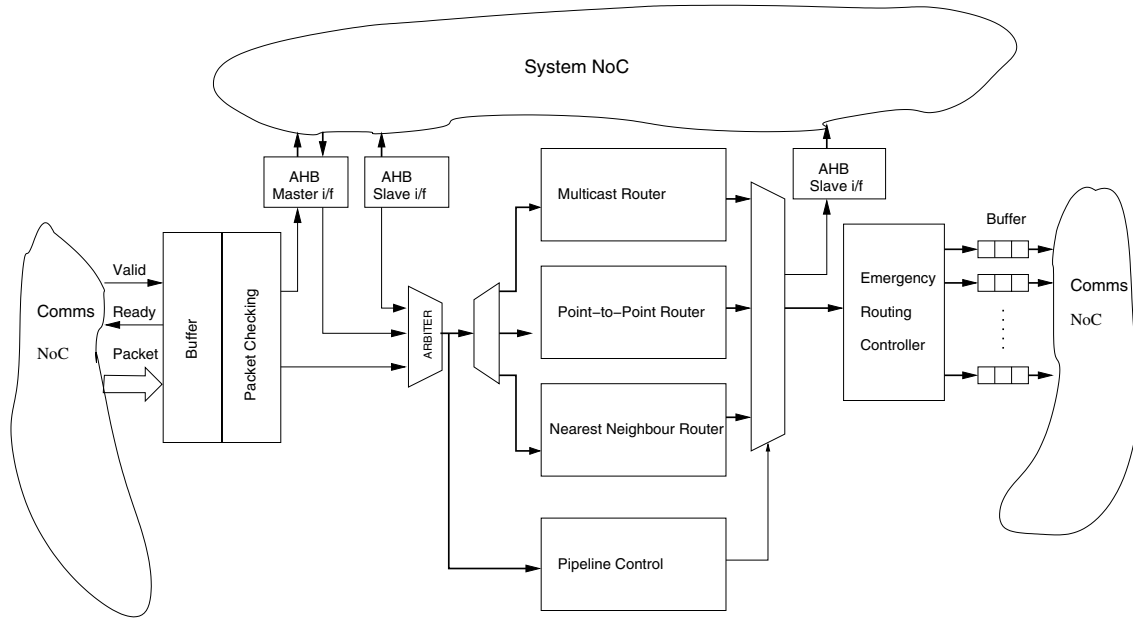 System NoC
AHB
Master i/f
AHB
Slave i/f
AHB
Slave i/f
Multicast Router
Buffer
Valid
Ready
Packet
Comms
NoC
Buffer
Packet Checking
ARBITER
Point-to-Point Router
Emergency
Routing
Controller
Comms
NoC
Nearest Neighbour Router
Pipeline Control